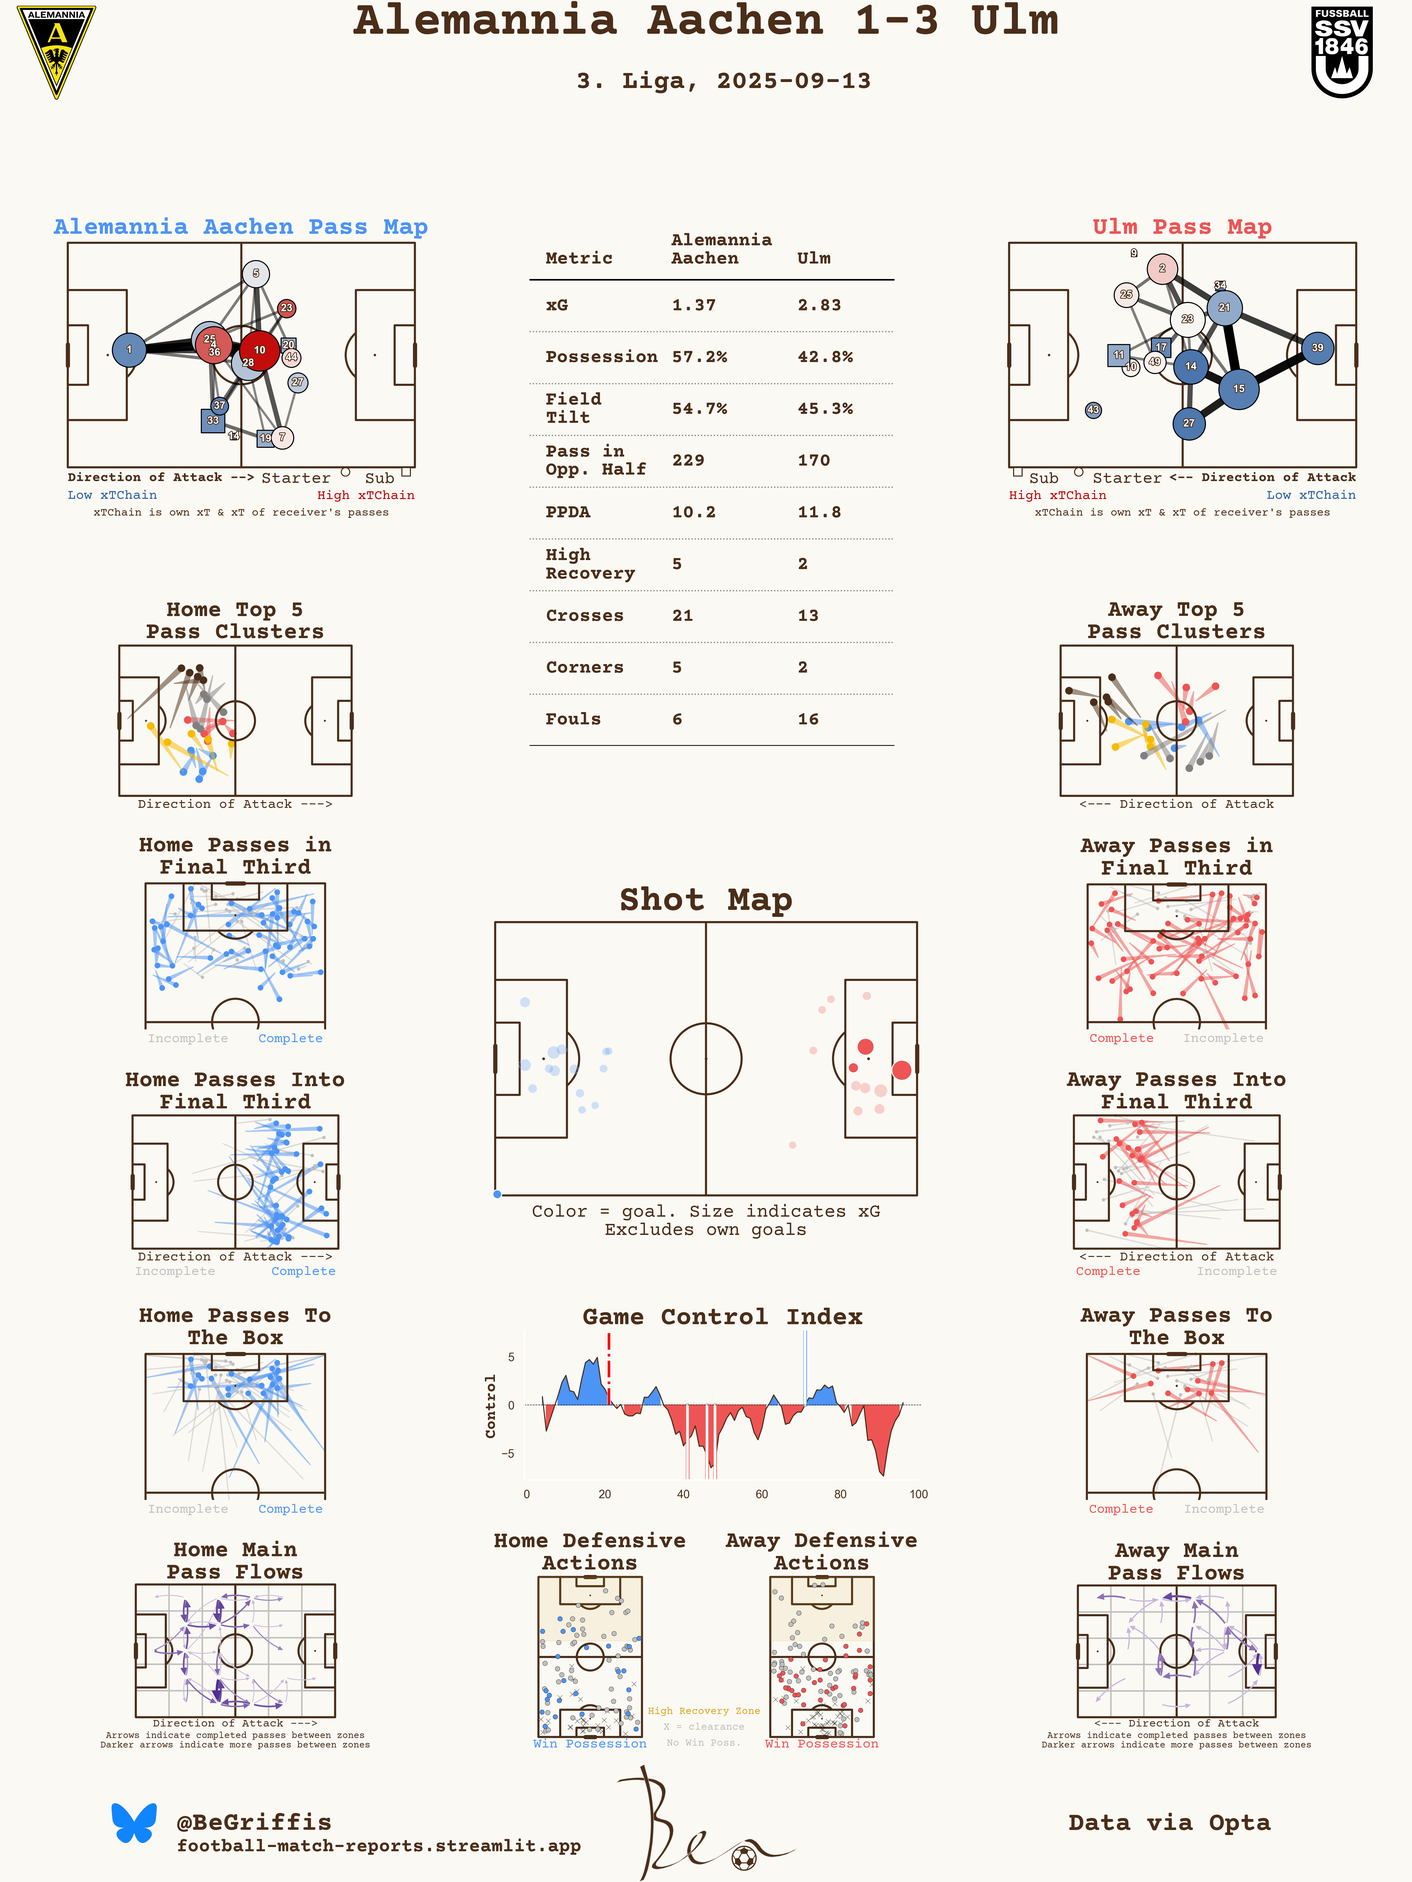 Alemannia Aachen 1-3 Ulm
3. Liga, 2025-09-13
ALEMANNIA
A
FUSSBALL
SSV
1846
Alemannia Aachen Pass Map
5
23
1
25
4
36
10
20
44
28
27
37
33
14
19
7
Direction of Attack --> Starter Sub
Low xTChain High xTChain
xTChain is own xT & xT of receiver's passes
Metric Alemannia Aachen Ulm
xG 1.37 2.83
Possession 57.2% 42.8%
Field Tilt 54.7% 45.3%
Pass in Opp. Half 229 170
PPDA 10.2 11.8
High Recovery 5 2
Crosses 21 13
Corners 5 2
Fouls 6 16
Ulm Pass Map
9
2
25
34
21
23
11
17
10
49
14
39
15
43
27
Sub Starter <-- Direction of Attack
High xTChain Low xTChain
xTChain is own xT & xT of receiver's passes
Home Top 5
Pass Clusters
Direction of Attack --->
Away Top 5
Pass Clusters
<--- Direction of Attack
Home Passes in
Final Third
Incomplete Complete
Away Passes in
Final Third
Complete Incomplete
Shot Map
Color = goal. Size indicates xG
Excludes own goals
Home Passes Into
Final Third
Direction of Attack --->
Incomplete Complete
Away Passes Into
Final Third
<--- Direction of Attack
Complete Incomplete
Home Passes To
The Box
Incomplete Complete
Game Control Index
Control
5
0
−5
0 20 40 60 80 100
Away Passes To
The Box
Complete Incomplete
Home Main
Pass Flows
Direction of Attack --->
Arrows indicate completed passes between zones
Darker arrows indicate more passes between zones
Home Defensive
Actions
Win Possession
High Recovery Zone
X = clearance
No Win Poss.
Away Defensive
Actions
Win Possession
Away Main
Pass Flows
<--- Direction of Attack
Arrows indicate completed passes between zones
Darker arrows indicate more passes between zones
@BeGriffis
football-match-reports.streamlit.app
Ben
Data via Opta